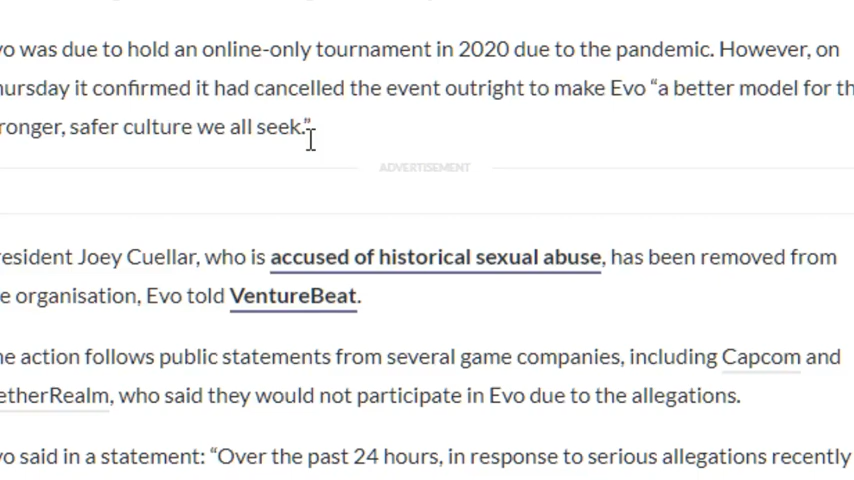 vo was due to hold an online-only tournament in 2020 due to the pandemic. However, on
hursday it confirmed it had cancelled the event outright to make Evo “a better model for th
ronger, safer culture we all seek.”
ADVERTISEMENT
resident Joey Cuellar, who is accused of historical sexual abuse, has been removed from
e organisation, Evo told VentureBeat.
he action follows public statements from several game companies, including Capcom and
etherRealm, who said they would not participate in Evo due to the allegations.
vo said in a statement: “Over the past 24 hours, in response to serious allegations recently